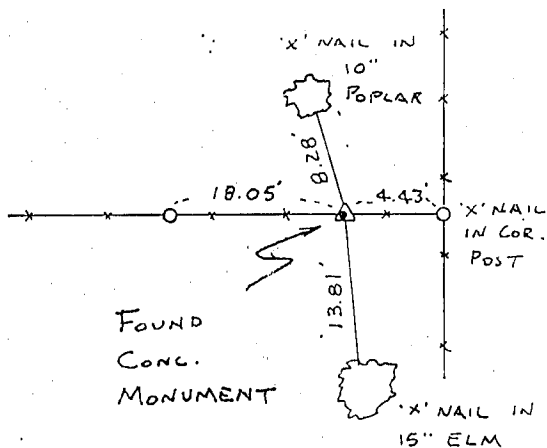 'X' NAIL IN
10"
POPLAR
8.28'
18.05'
4.43'
'X' NAIL
IN COR.
POST
13.81'
FOUND
CONC.
MONUMENT
'X' NAIL IN
15" ELM